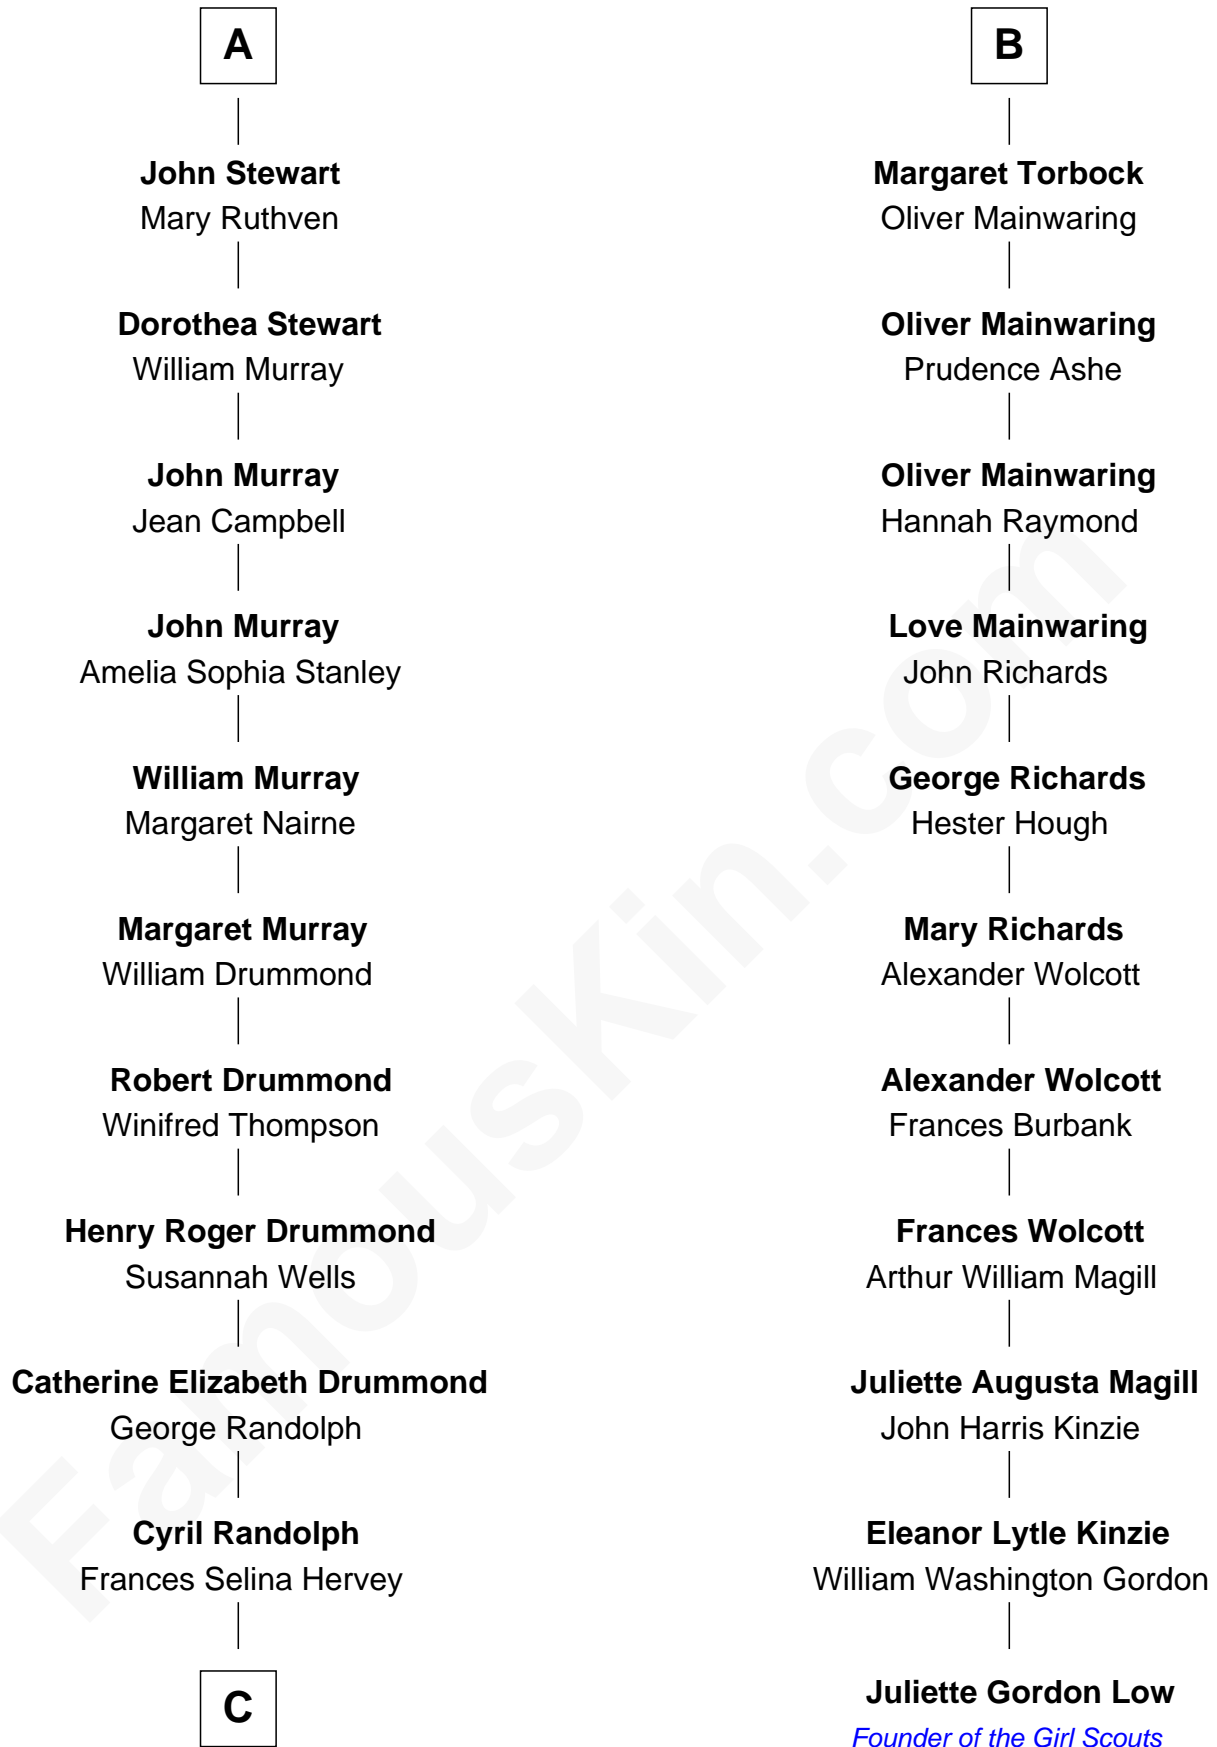 A
John Stewart
Mary Ruthven
Dorothea Stewart
William Murray
John Murray
Jean Campbell
John Murray
Amelia Sophia Stanley
William Murray
Margaret Nairne
Margaret Murray
William Drummond
Robert Drummond
Winifred Thompson
Henry Roger Drummond
Susannah Wells
Catherine Elizabeth Drummond
George Randolph
Cyril Randolph
Frances Selina Hervey
C
B
Margaret Torbock
Oliver Mainwaring
Oliver Mainwaring
Prudence Ashe
Oliver Mainwaring
Hannah Raymond
Love Mainwaring
John Richards
George Richards
Hester Hough
Mary Richards
Alexander Wolcott
Alexander Wolcott
Frances Burbank
Frances Wolcott
Arthur William Magill
Juliette Augusta Magill
John Harris Kinzie
Eleanor Lytle Kinzie
William Washington Gordon
Juliette Gordon Low
Founder of the Girl Scouts
FamousKin.com